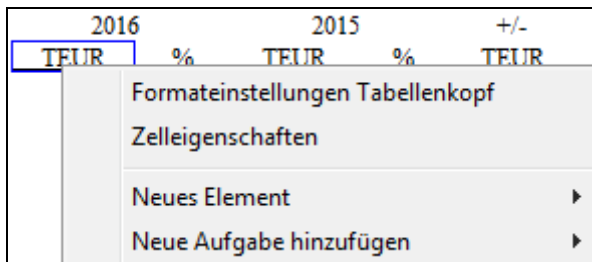 2016 2015 +/-
TEUR % TEUR % TEUR
Formateinstellungen Tabellenkopf
Zelleigenschaften
Neues Element
Neue Aufgabe hinzufügen